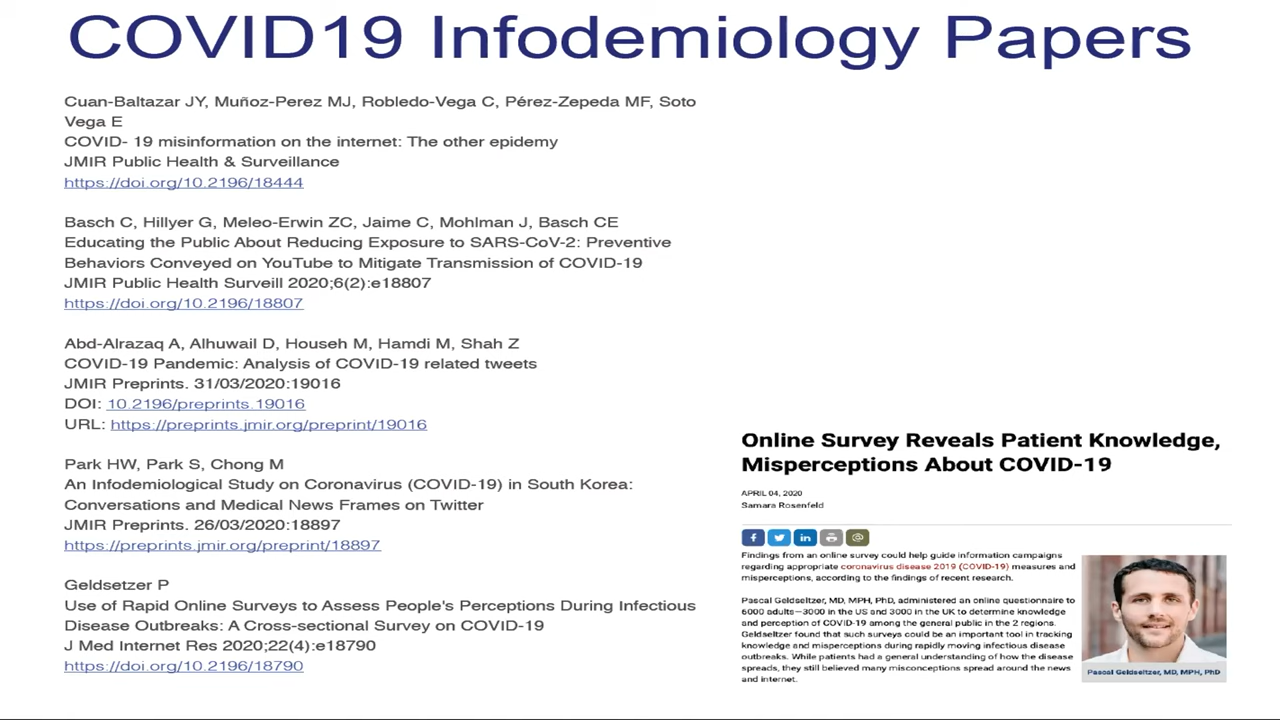 COVID19 Infodemiology Papers
Cuan-Baltazar JY, Muñoz-Perez MJ, Robledo-Vega C, Pérez-Zepeda MF, Soto
Vega E
COVID- 19 misinformation on the internet: The other epidemy
JMIR Public Health & Surveillance
https://doi.org/10.2196/18444
Basch C, Hillyer G, Meleo-Erwin ZC, Jaime C, Mohlman J, Basch CE
Educating the Public About Reducing Exposure to SARS-CoV-2: Preventive
Behaviors Conveyed on YouTube to Mitigate Transmission of COVID-19
JMIR Public Health Surveill 2020;6(2):e18807
https://doi.org/10.2196/18807
Abd-Alrazaq A, Alhuwail D, Househ M, Hamdi M, Shah Z
COVID-19 Pandemic: Analysis of COVID-19 related tweets
JMIR Preprints. 31/03/2020:19016
DOI: 10.2196/preprints.19016
URL: https://preprints.jmir.org/preprint/19016
Park HW, Park S, Chong M
An Infodemiological Study on Coronavirus (COVID-19) in South Korea:
Conversations and Medical News Frames on Twitter
JMIR Preprints. 26/03/2020:18897
https://preprints.jmir.org/preprint/18897
Geldsetzer P
Use of Rapid Online Surveys to Assess People's Perceptions During Infectious
Disease Outbreaks: A Cross-sectional Survey on COVID-19
J Med Internet Res 2020;22(4):e18790
https://doi.org/10.2196/18790
Online Survey Reveals Patient Knowledge,
Misperceptions About COVID-19
APRIL 04, 2020
Samara Rosenfeld
Findings from an online survey could help guide information campaigns
regarding appropriate coronavirus disease 2019 (COVID-19) measures and
misperceptions, according to the findings of recent research.
Pascal Geldsetzer, MD, MPH, PhD, administered an online questionnaire to
6000 adults—3000 in the US and 3000 in the UK to determine knowledge
and perception of COVID-19 among the general public in the 2 regions.
Geldsetzer found that such surveys could be an important tool in tracking
knowledge and misperceptions during rapidly moving infectious disease
outbreaks. While patients had a general understanding of how the disease
spreads, they still believed many misconceptions spread around the news
and internet.
Pascal Geldseltzer, MD, MPH, PhD